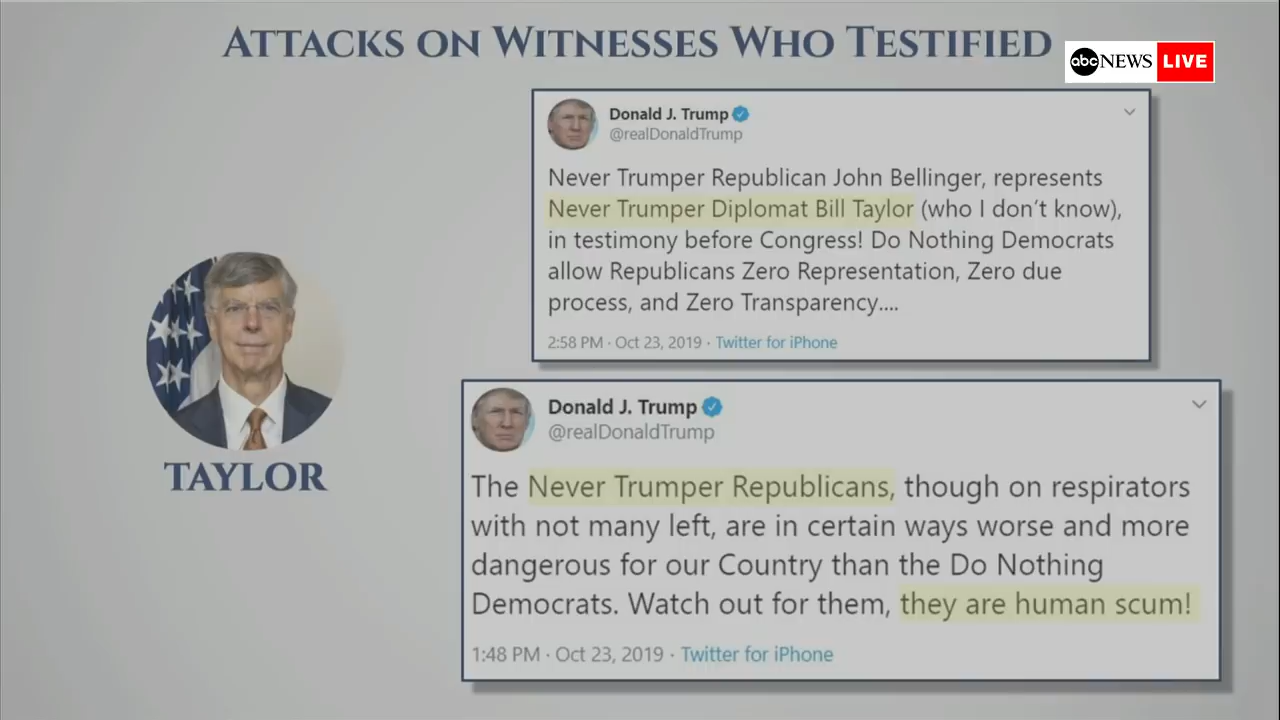 ATTACKS ON WITNESSES WHO TESTIFIED
abc NEWS LIVE
Donald J. Trump
@realDonaldTrump
Never Trumper Republican John Bellinger, represents
Never Trumper Diplomat Bill Taylor (who I don't know),
in testimony before Congress! Do Nothing Democrats
allow Republicans Zero Representation, Zero due
process, and Zero Transparency....
2:58 PM · Oct 23, 2019 · Twitter for iPhone
TAYLOR
Donald J. Trump
@realDonaldTrump
The Never Trumper Republicans, though on respirators
with not many left, are in certain ways worse and more
dangerous for our Country than the Do Nothing
Democrats. Watch out for them, they are human scum!
1:48 PM · Oct 23, 2019 · Twitter for iPhone